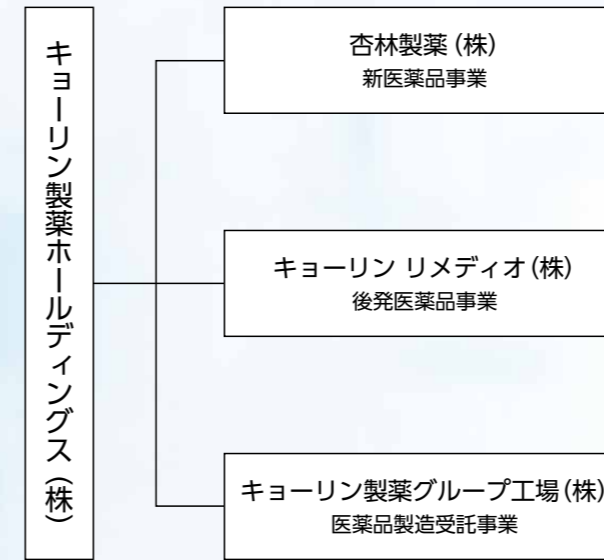 キョーリン製薬ホールディングス(株)
杏林製薬(株)
新医薬品事業
キョーリン リメディオ(株)
後発医薬品事業
キョーリン製薬グループ工場(株)
医薬品製造受託事業